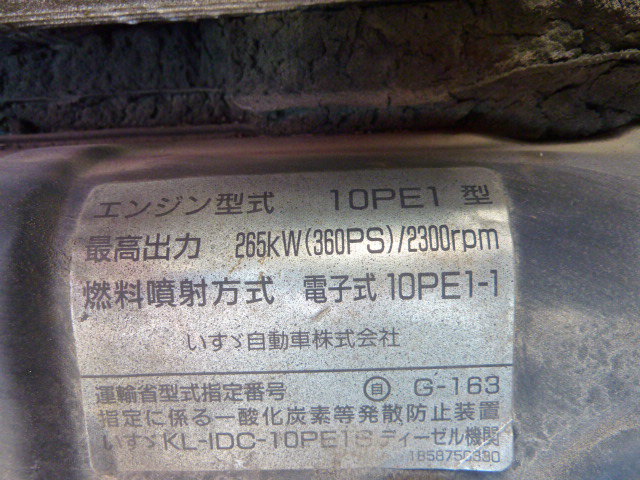 エンジン型式 10PE1 型
最高出力 265kW(360PS)/2300rpm
燃料噴射方式 電子式 10PE1-1
いすゞ自動車株式会社
運輸省型式指定番号 自 G-163
指定に係る一酸化炭素等発散防止装置
いすゞKL-IDC-10PE1S ディーゼル機関